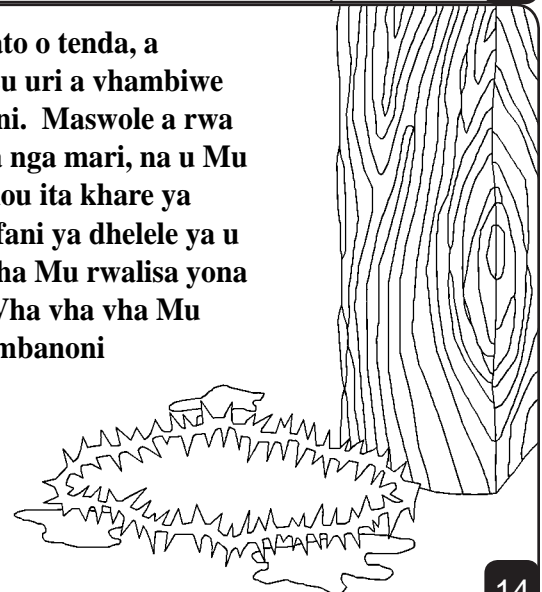 ato o tenda, a
u uri a vhambiwe
ni. Maswole a rwa
nga mari, na u Mu
ou ita khare ya
fani ya dhelele ya u
ha Mu rwalisa yona
Vha vha vha Mu
mbanoni
14